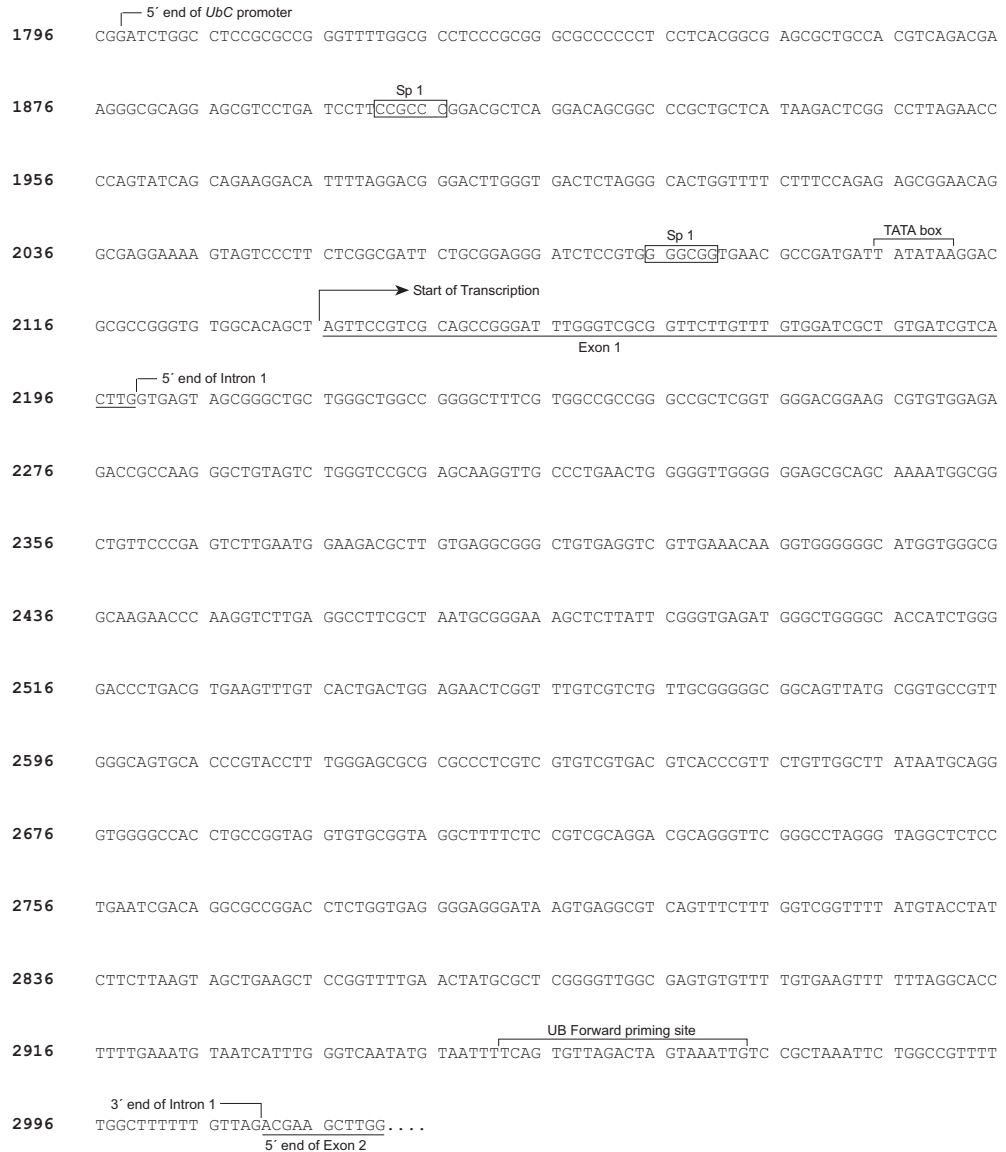 5´ end of UbC promoter
1796 CGGATCTGGC CTCCGCGCCG GGTTTTGGCG CCTCCCGCGG GCGCCCCCCT CCTCACGGCG AGCGCTGCCA CGTCAGACGA
Sp 1
1876 AGGGCGCAGG AGCGTCCTGA TCCTTCCGCCC GGACGCTCAG GACAGCGGCC CGCTGCTCA TAAGACTCGG CCTTAGAACC
1956 CCAGTATCAG CAGAAGGACA TTTTAGGACG GGACTTGGGT GACTCTAGGG CACTGGTTTT CTTTCCAGAG AGCGGAACAG
Sp 1 TATA box
2036 GCGAGGAAAA GTAGTCCCTT CTCGGCGATT CTGCGGAGGG ATCTCCGTGG GGCGGTGAAC GCCGATGATT ATATAAGGAC
Start of Transcription
2116 GCGCCGGGTG TGGCACAGCT AGTTCCGTCG CAGCCGGGAT TTGGGTCGCG GTTCTTGTTT GTGGATCGCT GTGATCGTCA
Exon 1
5´ end of Intron 1
2196 CTTGGTGAGT AGCGGGCTGC TGGGCTGGCC GGGGCTTTCG TGGCCGCCGG GCCGCTCGGT GGGACGGAAG CGTGTGGAGA
2276 GACCGCCAAG GGCTGTAGTC TGGGTCCGCG AGCAAGGTTG CCCTGAACTG GGGGTTGGGG GGAGCGCAGC AAAATGGCGG
2356 CTGTTCCCGA GTCTTGAATG GAAGACGCTT GTGAGGCGGG CTGTGAGGTC GTTGAAACAA GGTGGGGGGC ATGGTGGGCG
2436 GCAAGAACCC AAGGTCTTGA GGCCTTCGCT AATGCGGGAA AGCTCTTATT CGGGTGAGAT GGGCTGGGGC ACCATCTGGG
2516 GACCCTGACG TGAAGTTTGT CACTGACTGG AGAACTCGGT TTGTCGTCTG TTGCGGGGGC GGCAGTTATG CGGTGCCGTT
2596 GGGCAGTGCA CCCGTACCTT TGGGAGCGCG CGCCCTCGTC GTGTCGTGAC GTCACCCGTT CTGTTGGCTT ATAATGCAGG
2676 GTGGGGCCAC CTGCCGGTAG GTGTGCGGTA GGCTTTTCTC CGTCGCAGGA CGCAGGGTTC GGGCCTAGGG TAGGCTCTCC
2756 TGAATCGACA GGCGCCGGAC CTCTGGTGAG GGGAGGGATA AGTGAGGCGT CAGTTTCTTT GGTCGGTTTT ATGTACCTAT
2836 CTTCTTAAGT AGCTGAAGCT CCGGTTTTGA ACTATGCGCT CGGGGTTGGC GAGTGTGTTT TGTGAAGTTT TTTAGGCACC
UB Forward priming site
2916 TTTTGAAATG TAATCATTTG GGTCAATATG TAATTTTCAG TGTTAGACTA GTAAATTGTC CGCTAAATTC TGGCCGTTTT
3´ end of Intron 1
2996 TGGCTTTTTT GTTAGACGAA GCTTGG....
5´ end of Exon 2